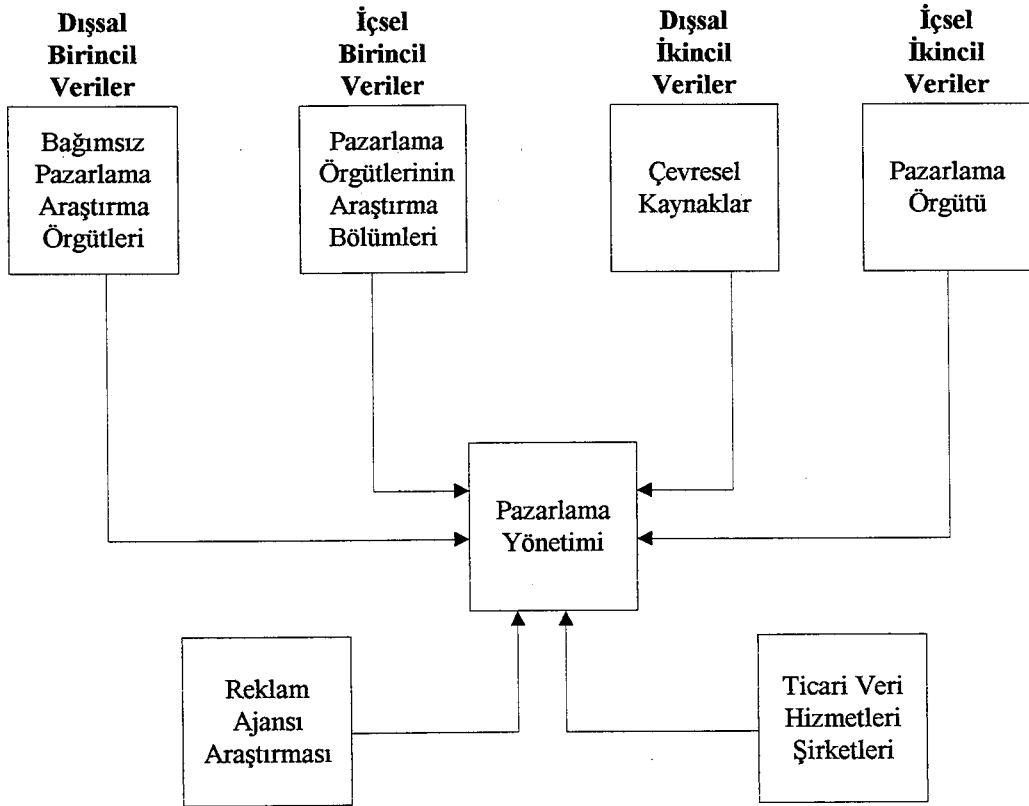 Dışsal
Birincil
Veriler
İçsel
Birincil
Veriler
Dışsal
İkincil
Veriler
İçsel
İkincil
Veriler
Bağımsız
Pazarlama
Araştırma
Örgütleri
Pazarlama
Örgütlerinin
Araştırma
Bölümleri
Çevresel
Kaynaklar
Pazarlama
Örgütü
Pazarlama
Yönetimi
Reklam
Ajansı
Araştırması
Ticari Veri
Hizmetleri
Şirketleri